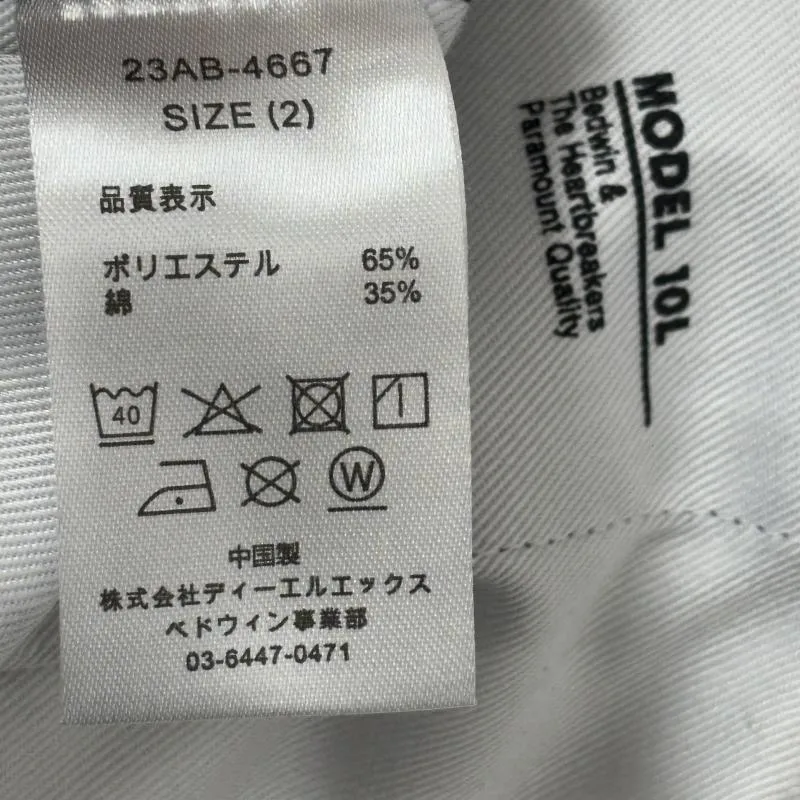 23AB-4667
SIZE (2)
品質表示
ポリエステル 65%
綿 35%
40
W
中国製
株式会社ディーエルエックス
ベドウィン事業部
03-6447-0471
MODEL 10L
Bedwin &
The Heartbreakers
Paramount Quality